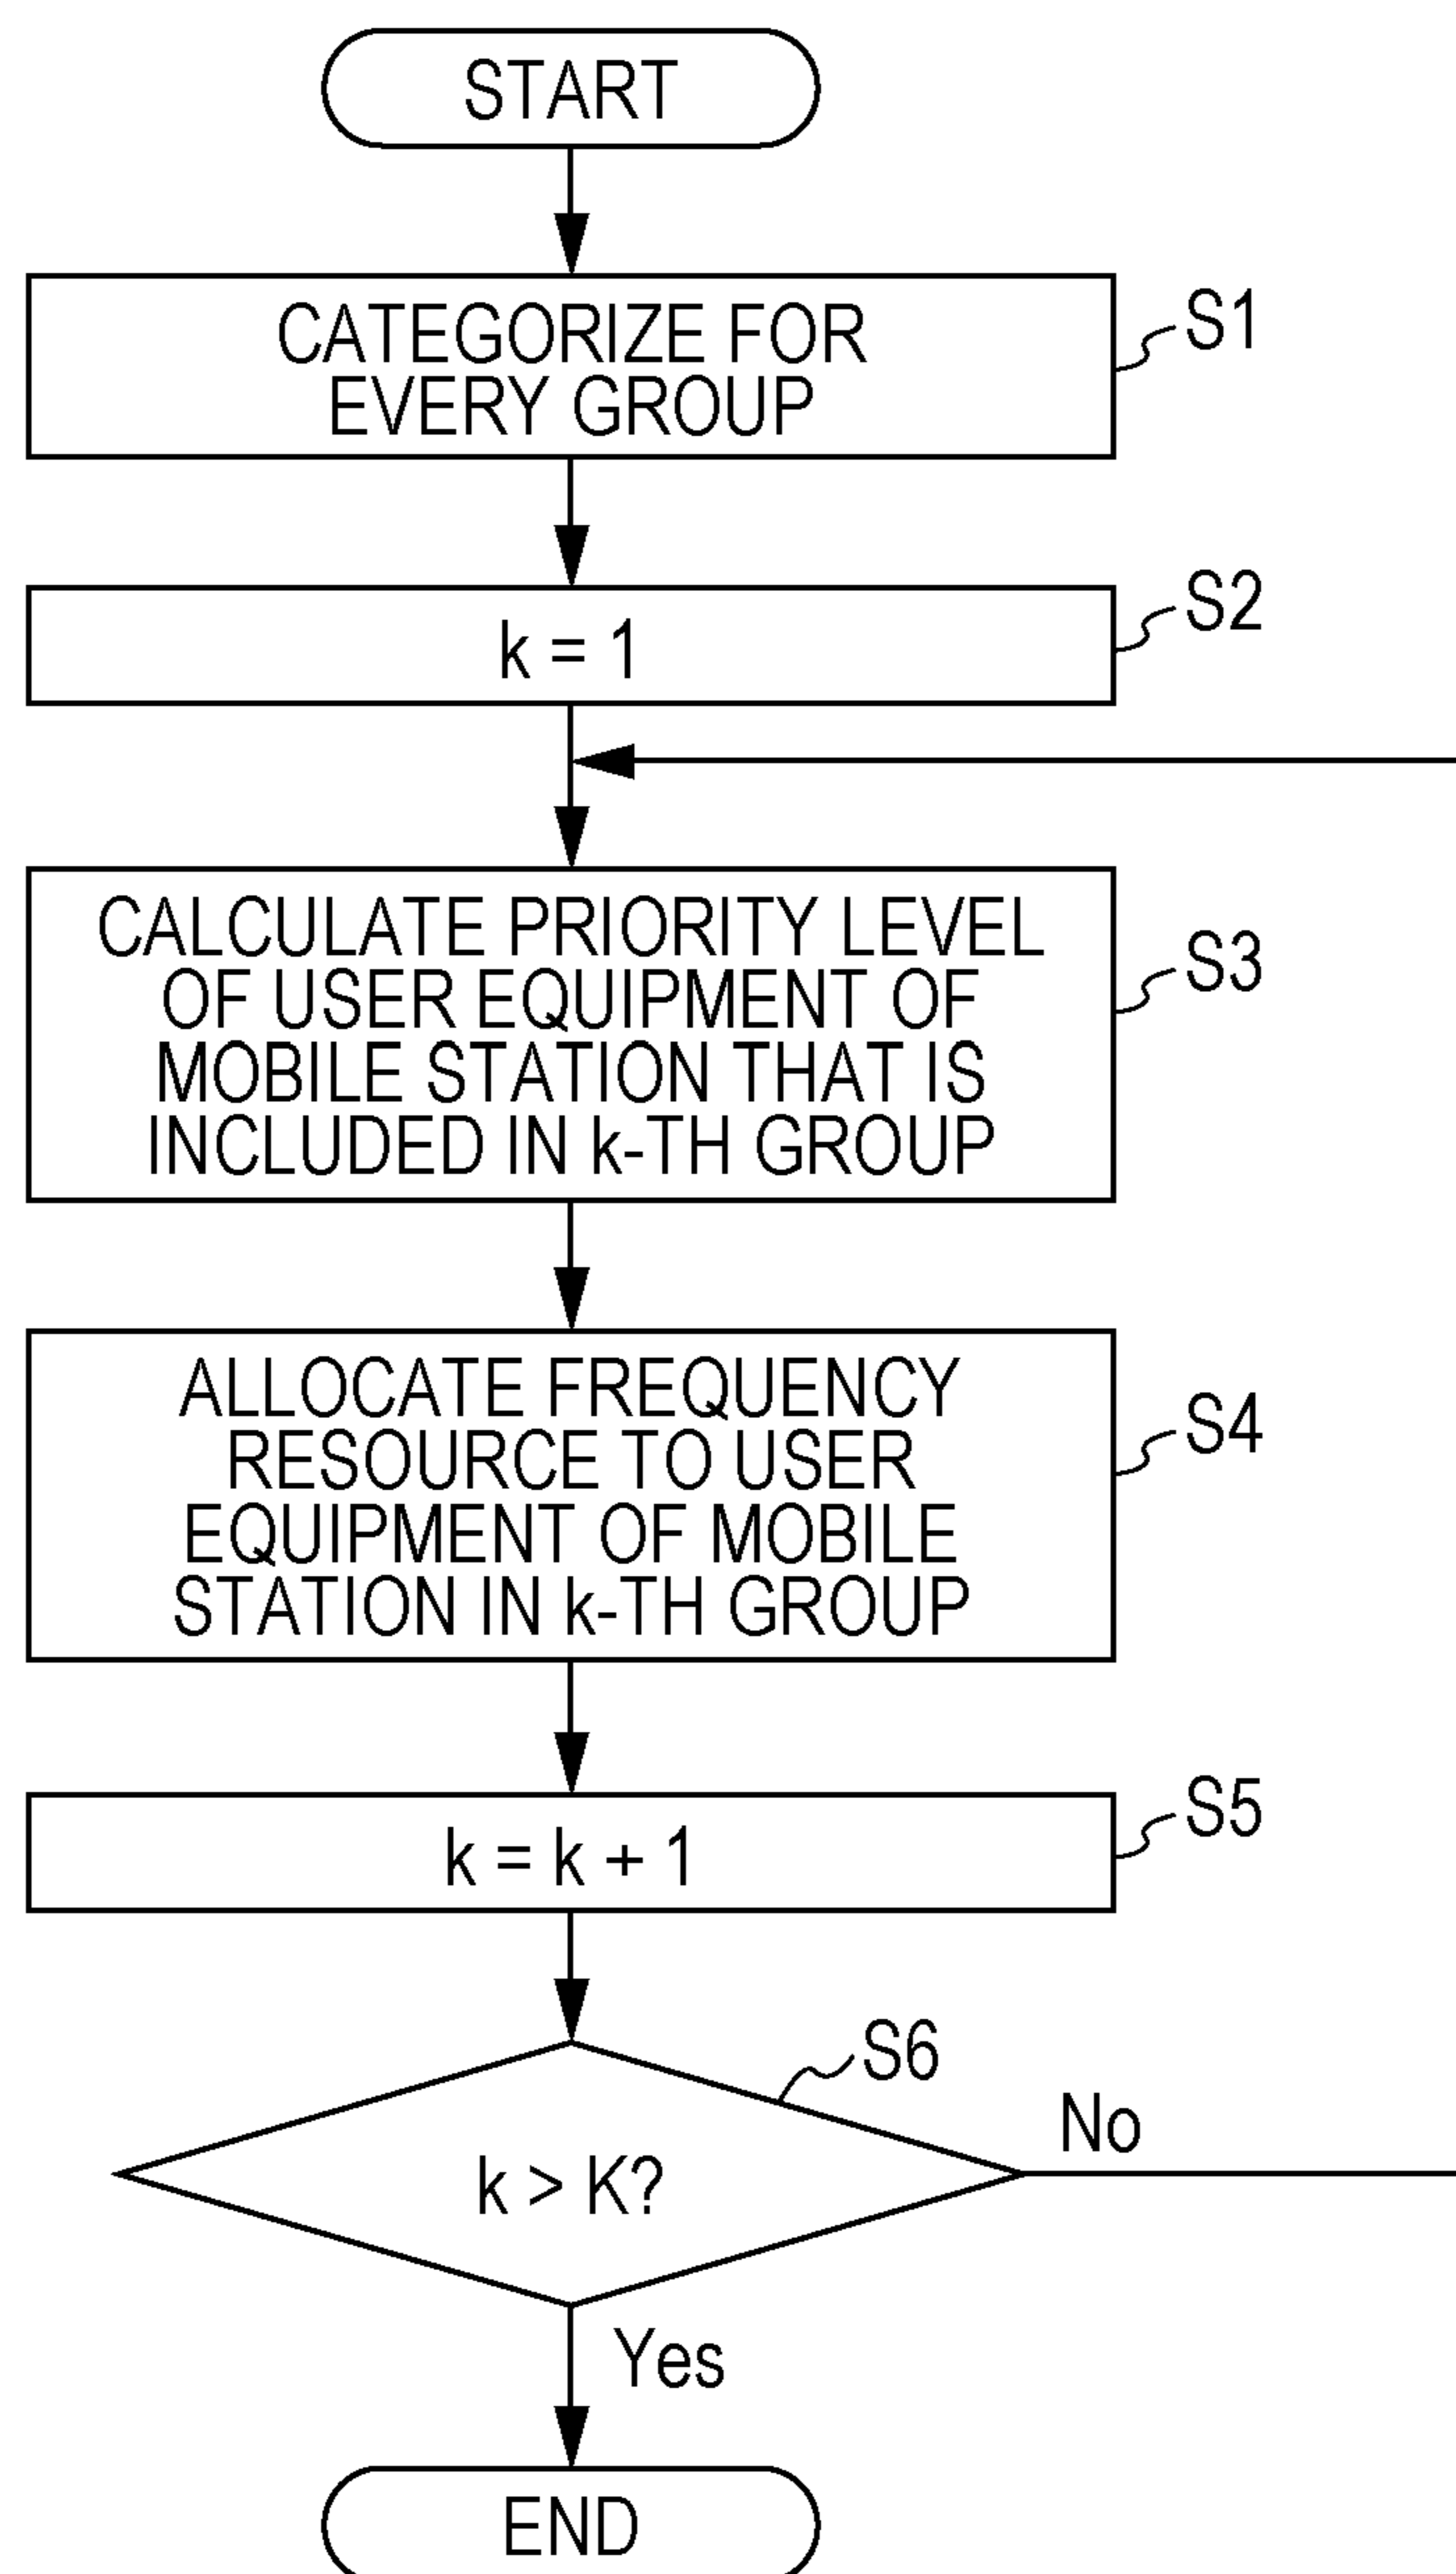 START
CATEGORIZE FOR
EVERY GROUP
S1
k = 1
S2
CALCULATE PRIORITY LEVEL
OF USER EQUIPMENT OF
MOBILE STATION THAT IS
INCLUDED IN k-TH GROUP
S3
ALLOCATE FREQUENCY
RESOURCE TO USER
EQUIPMENT OF MOBILE
STATION IN k-TH GROUP
S4
k = k + 1
S5
S6
k > K?
No
Yes
END